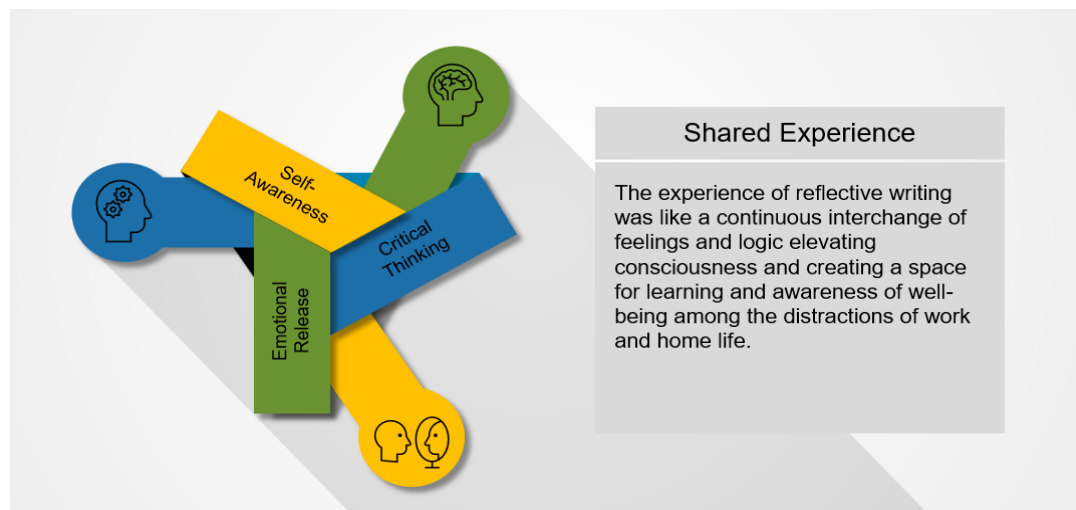 Self-
Awareness
Critical
Thinking
Emotional
Release
Shared Experience
The experience of reflective writing
was like a continuous interchange of
feelings and logic elevating
consciousness and creating a space
for learning and awareness of well-
being among the distractions of work
and home life.